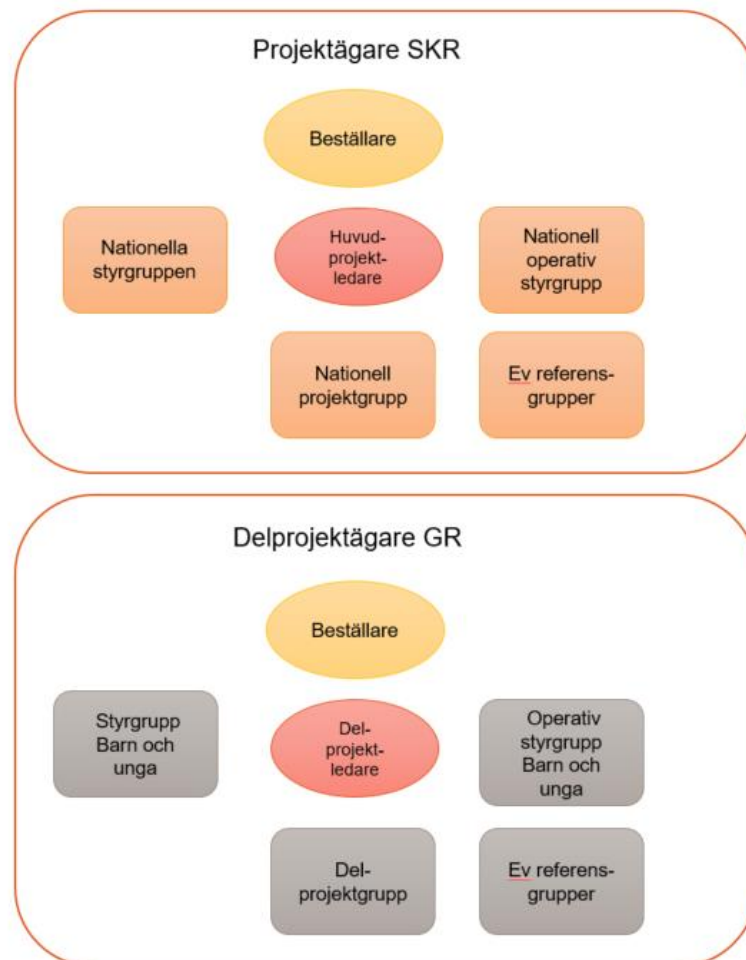 Projektägare SKR
Beställare
Nationella
styrgruppen
Huvud-
projekt-
ledare
Nationell
operativ
styrgrupp
Nationell
projektgrupp
Ev referens-
grupper
Delprojektägare GR
Beställare
Styrgrupp
Barn och
unga
Del-
projekt-
ledare
Operativ
styrgrupp
Barn och
unga
Del-
projektgrupp
Ev referens-
grupper